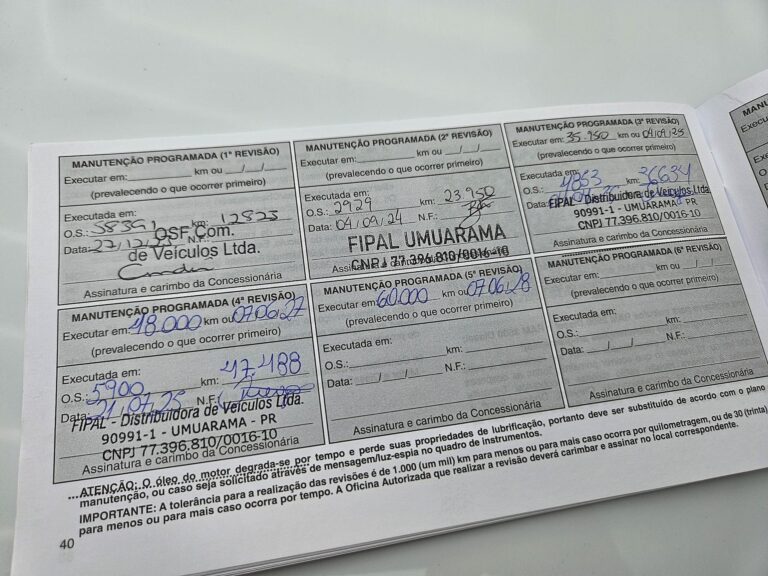 MANUTENÇÃO PROGRAMADA (1ª REVISÃO)
Executar em: km ou / /
(prevalecendo o que ocorrer primeiro)
Executada em:
O.S.: 38391 km: 12823
Data: 22/12/23 N.F.
OSF Com.
de Veículos Ltda.
Assinatura e carimbo da Concessionária
MANUTENÇÃO PROGRAMADA (2ª REVISÃO)
Executar em: km ou / /
(prevalecendo o que ocorrer primeiro)
Executada em:
O.S.: 2929 km: 23950
Data: 04/09/24 N.F.:
FIPAL UMUARAMA
CNPJ 77.396.810/0016-10
Assinatura e carimbo da Concessionária
MANUTENÇÃO PROGRAMADA (3ª REVISÃO)
Executar em: 35.950 km ou 04/09/25
(prevalecendo o que ocorrer primeiro)
Executada em:
O.S.: 4883 km: 36634
Data:
FIPAL - Distribuidora de Veículos Ltda.
90991-1 - UMUARAMA - PR
CNPJ 77.396.810/0016-10
Assinatura e carimbo da Concessionária
MANUTENÇÃO PROGRAMADA (4ª REVISÃO)
Executar em: 48.000 km ou 07/06/27
(prevalecendo o que ocorrer primeiro)
Executada em:
O.S.: 5900 km: 47.488
Data: 21/07/25 N.F.
FIPAL - Distribuidora de Veículos Ltda.
90991-1 - UMUARAMA - PR
CNPJ 77.396.810/0016-10
Assinatura e carimbo da Concessionária
MANUTENÇÃO PROGRAMADA (5ª REVISÃO)
Executar em: 60.000 km ou 07/06/28
(prevalecendo o que ocorrer primeiro)
Executada em:
O.S.: km:
Data: / / N.F.:
Assinatura e carimbo da Concessionária
MANUTENÇÃO PROGRAMADA (6ª REVISÃO)
Executar em: km ou / /
(prevalecendo o que ocorrer primeiro)
Executada em:
O.S.: km:
Data: / / N.F.:
Assinatura e carimbo da Concessionária
...ATENÇÃO: O óleo do motor degrada-se por tempo e perde suas propriedades de lubrificação, portanto deve ser substituído de acordo com o plano
manutenção, ou caso seja solicitado através de mensagem/luz-espia no quadro de instrumentos.
IMPORTANTE: A tolerância para a realização das revisões é de 1.000 (um mil) km para menos ou para mais caso ocorra por quilometragem, ou de 30 (trinta)
para menos ou para mais caso ocorra por tempo. A Oficina Autorizada que realizar a revisão deverá carimbar e assinar no local correspondente.
40
MANUT
Execut